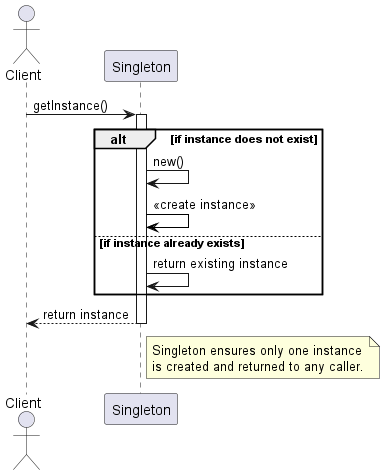 Client
Singleton
getInstance()
alt [if instance does not exist]
new()
«create instance»
[if instance already exists]
return existing instance
return instance
Singleton ensures only one instance
is created and returned to any caller.
Client
Singleton